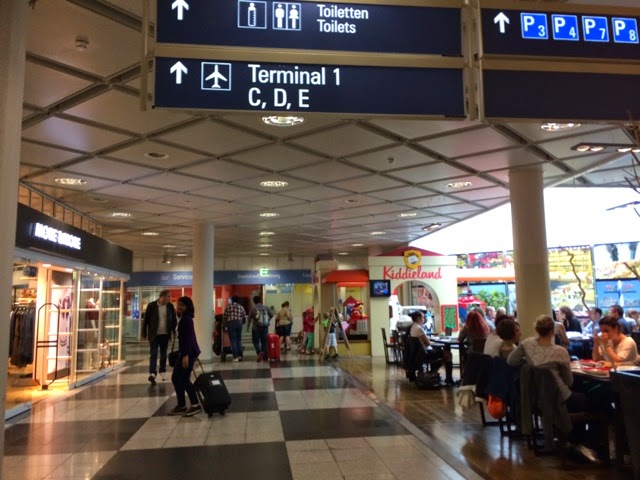 Toiletten
Toilets
Terminal 1
C, D, E
P3 P4 P7 P8
Kiddieland
Service